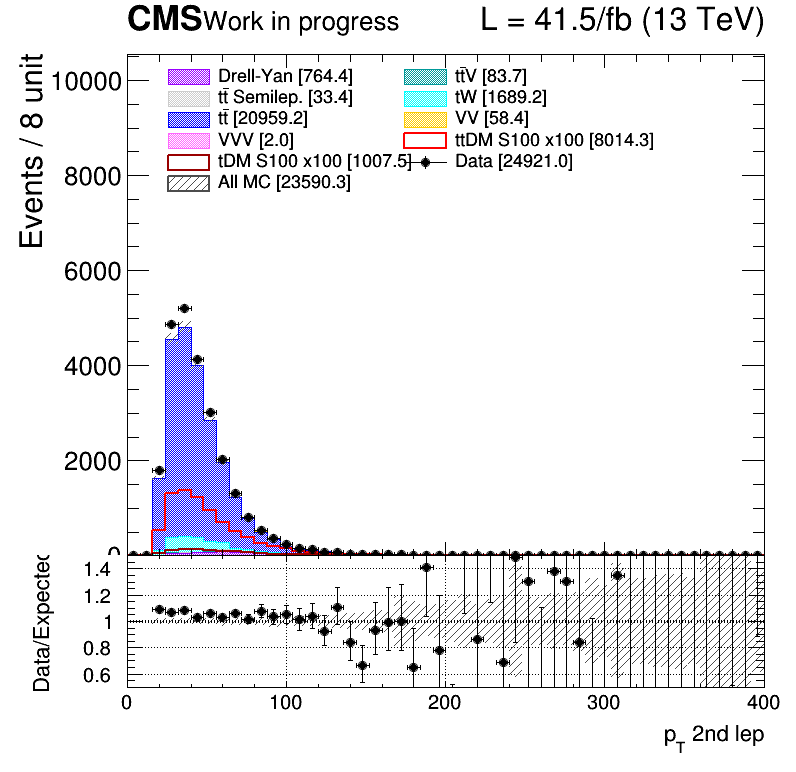 CMS Work in progress L = 41.5/fb (13 TeV)
Events / 8 unit
10000
8000
6000
4000
2000
0
Drell-Yan [764.4]
tt̄V [83.7]
tt̄ Semilep. [33.4]
tW [1689.2]
tt̄ [20959.2]
VV [58.4]
VVV [2.0]
ttDM S100 x100 [8014.3]
tDM S100 x100 [1007.5]
Data [24921.0]
All MC [23590.3]
Data/Expected
1.4
1.2
1
0.8
0.6
0 100 200 300 400
p_T 2nd lep